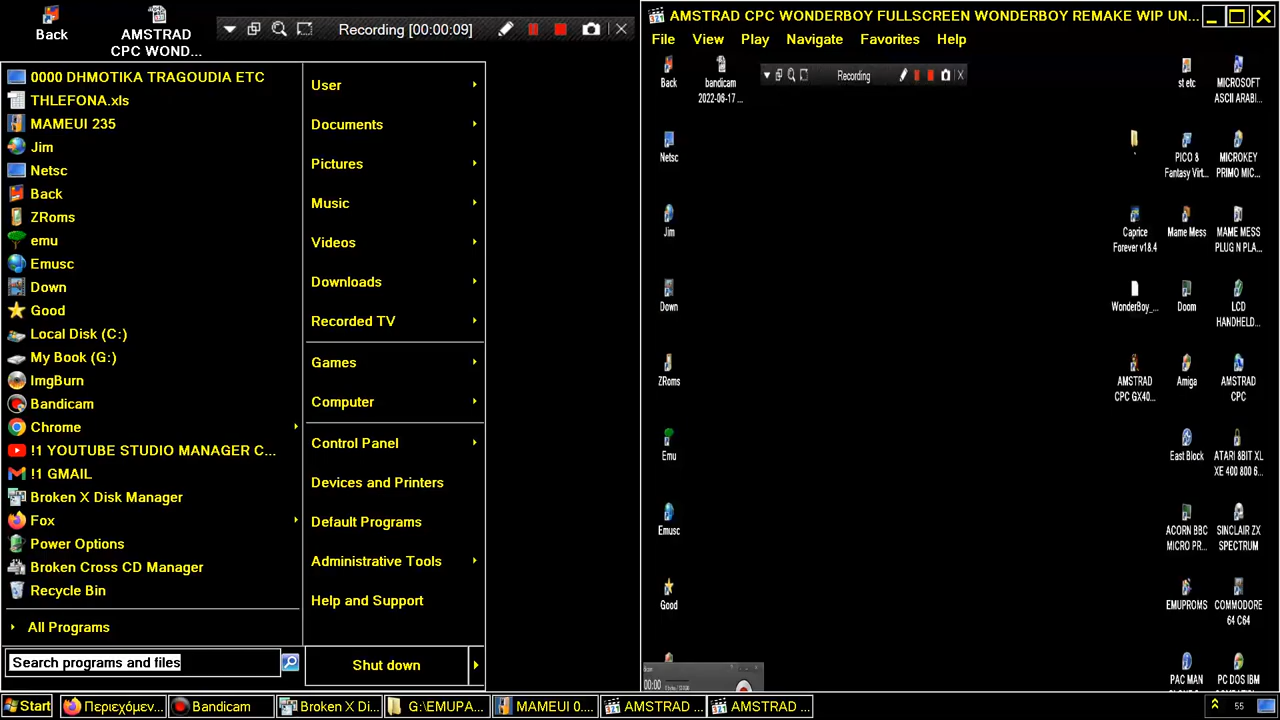 Back
AMSTRAD
CPC WOND...
Recording [00:00:09]
0000 DHMOTIKA TRAGOUDIA ETC
THLEFONA.xls
MAMEUI 235
Jim
Netsc
Back
ZRoms
emu
Emusc
Down
Good
Local Disk (C:)
My Book (G:)
ImgBurn
Bandicam
Chrome
!1 YOUTUBE STUDIO MANAGER C...
!1 GMAIL
Broken X Disk Manager
Fox
Power Options
Broken Cross CD Manager
Recycle Bin
All Programs
Search programs and files
User
Documents
Pictures
Music
Videos
Downloads
Recorded TV
Games
Computer
Control Panel
Devices and Printers
Default Programs
Administrative Tools
Help and Support
Shut down
AMSTRAD CPC WONDERBOY FULLSCREEN WONDERBOY REMAKE WIP UN...
File View Play Navigate Favorites Help
Back
bandicam
2022-06-17 ...
Recording
st etc
MICROSOFT
ASCII ARABI...
Netsc
PICO 8
Fantasy Virt...
MICROKEY
PRIMO MIC...
Jim
Caprice
Forever v18.4
Mame Mess
MAME MESS
PLUG N PLA...
Down
WonderBoy_...
Doom
LCD
HANDHELD...
ZRoms
AMSTRAD
CPC GX40...
Amiga
AMSTRAD
CPC
Emu
East Block
ATARI 8BIT XL
XE 400 800 6...
Emusc
ACORN BBC
MICRO PR...
SINCLAIR ZX
SPECTRUM
Good
EMUPROMS
COMMODORE
64 C64
00:00
PAC MAN
PC DOS IBM
Start
Περιεχόμεν...
Bandicam
Broken X Di...
G:\EMUPA...
MAMEUI 0....
AMSTRAD ...
AMSTRAD ...
55